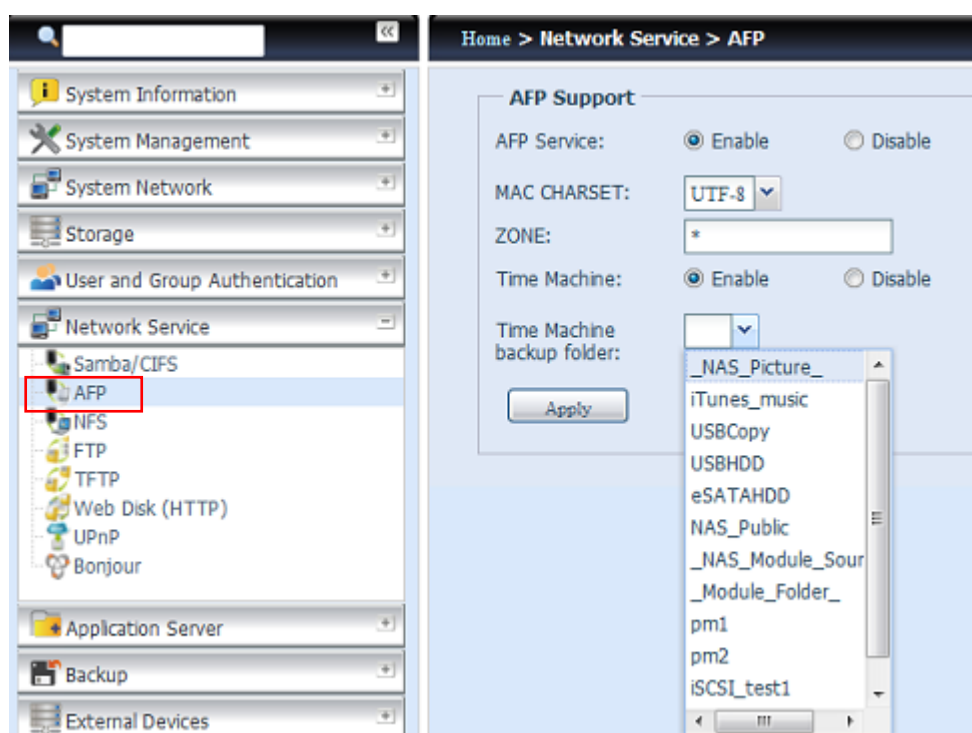 Home > Network Service > AFP
System Information
System Management
System Network
Storage
User and Group Authentication
Network Service
Samba/CIFS
AFP
NFS
FTP
TFTP
Web Disk (HTTP)
UPnP
Bonjour
Application Server
Backup
External Devices
AFP Support
AFP Service: Enable Disable
MAC CHARSET: UTF-8
ZONE: *
Time Machine: Enable Disable
Time Machine
backup folder:
_NAS_Picture_
iTunes_music
USBCopy
USBHDD
eSATAHDD
NAS_Public
_NAS_Module_Sour
_Module_Folder_
pm1
pm2
iSCSI_test1
Apply